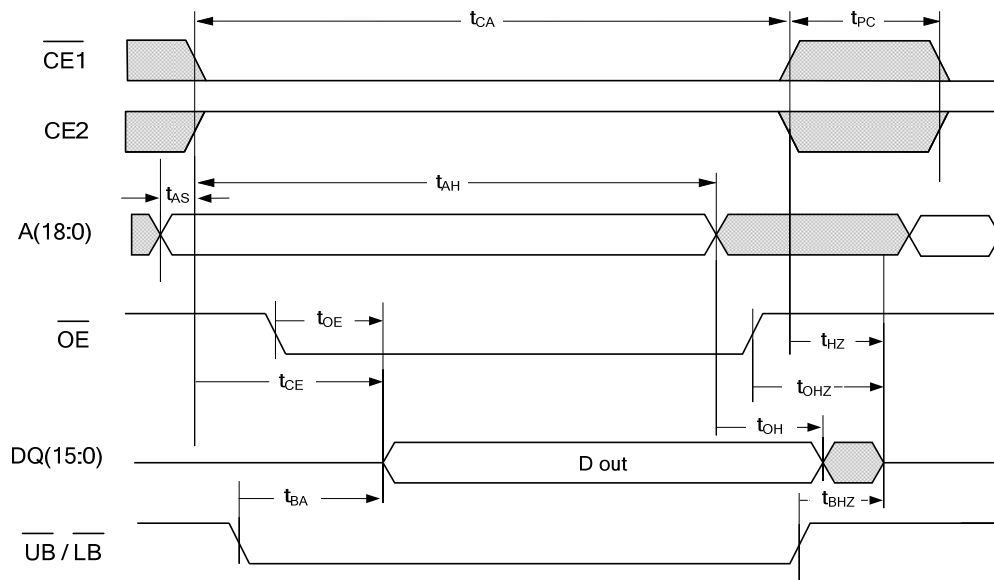 tCA
tPC
CE1
CE2
tAS
tAH
A(18:0)
tOE
OE
tHZ
tCE
tOHZ
tOH
DQ(15:0)
D out
tBA
tBHZ
UB / LB